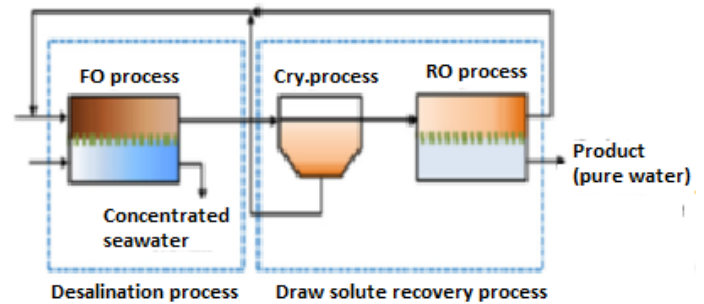 FO process
Cry.process
RO process
Product
(pure water)
Concentrated
seawater
Desalination process
Draw solute recovery process